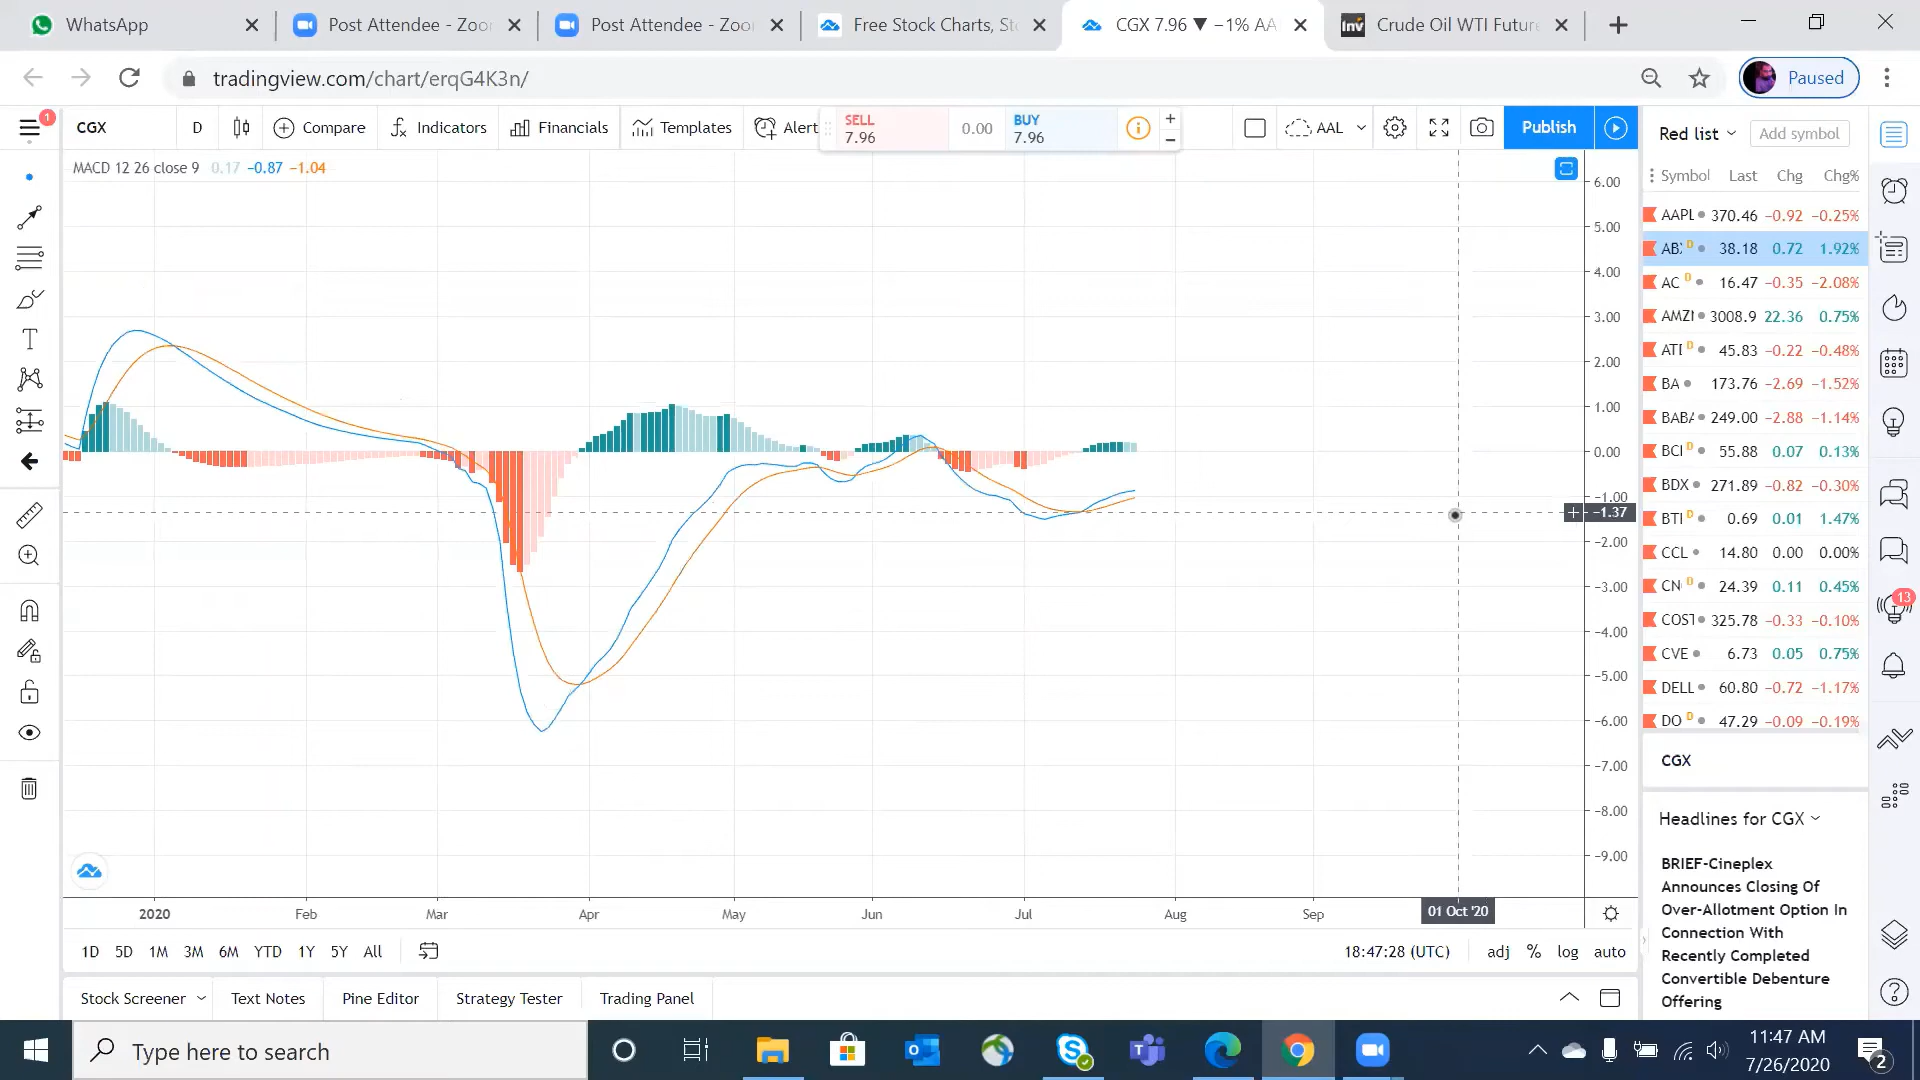 WhatsApp
Post Attendee - Zoo
Post Attendee - Zoo
Free Stock Charts, St
CGX 7.96 ▼ −1% AA
Inv
Crude Oil WTI Futur
tradingview.com/chart/erqG4K3n/
Paused
1
CGX
D
Compare
Indicators
Financials
Templates
Alert
SELL
7.96
0.00
BUY
7.96
+
−
AAL
Publish
Red list
Add symbol
MACD 12 26 close 9 0.17 −0.87 −1.04
Symbol Last Chg Chg%
AAPL 370.46 −0.92 −0.25%
AB D 38.18 0.72 1.92%
AC D 16.47 −0.35 −2.08%
AMZN 3008.9 22.36 0.75%
ATI D 45.83 −0.22 −0.48%
BA 173.76 −2.69 −1.52%
BABA 249.00 −2.88 −1.14%
BCI D 55.88 0.07 0.13%
BDX 271.89 −0.82 −0.30%
BTI D 0.69 0.01 1.47%
CCL 14.80 0.00 0.00%
CN D 24.39 0.11 0.45%
COST 325.78 −0.33 −0.10%
CVE 6.73 0.05 0.75%
DELL 60.80 −0.72 −1.17%
DO D 47.29 −0.09 −0.19%
13
6.00
5.00
4.00
3.00
2.00
1.00
0.00
−1.00
−1.37
−2.00
−3.00
−4.00
−5.00
−6.00
−7.00
−8.00
−9.00
2020 Feb Mar Apr May Jun Jul Aug Sep 01 Oct '20
CGX
Headlines for CGX
BRIEF-Cineplex
Announces Closing Of
Over-Allotment Option In
Connection With
Recently Completed
Convertible Debenture
Offering
1D 5D 1M 3M 6M YTD 1Y 5Y All
18:47:28 (UTC) adj % log auto
Stock Screener Text Notes Pine Editor Strategy Tester Trading Panel
Type here to search
11:47 AM
7/26/2020
2